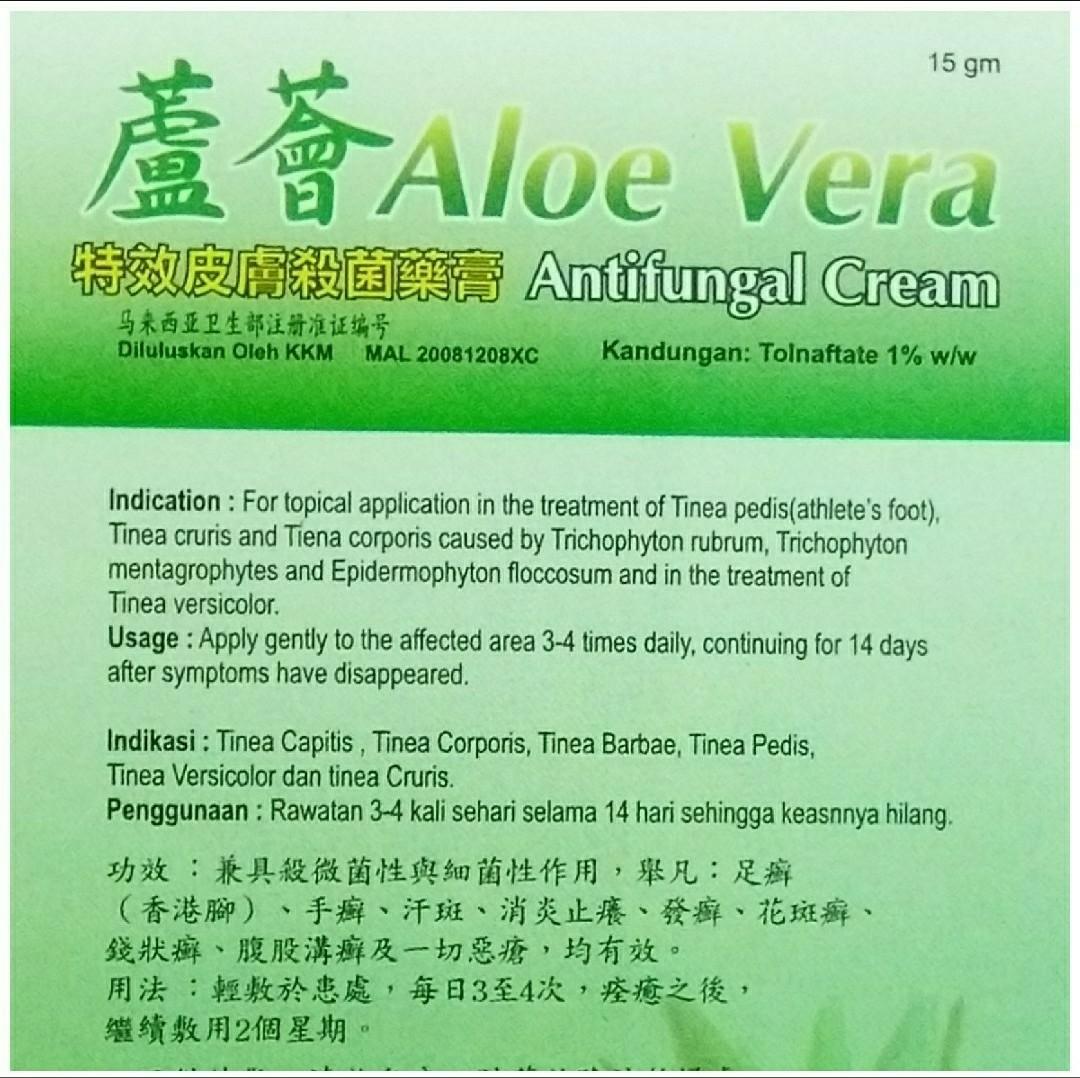 15 gm
蘆薈 Aloe Vera
特效皮膚殺菌藥膏 Antifungal Cream
马来西亚卫生部注册准证编号
Diluluskan Oleh KKM MAL 20081208XC Kandungan: Tolnaftate 1% w/w
Indication : For topical application in the treatment of Tinea pedis(athlete's foot),
Tinea cruris and Tiena corporis caused by Trichophyton rubrum, Trichophyton
mentagrophytes and Epidermophyton floccosum and in the treatment of
Tinea versicolor.
Usage : Apply gently to the affected area 3-4 times daily, continuing for 14 days
after symptoms have disappeared.
Indikasi : Tinea Capitis , Tinea Corporis, Tinea Barbae, Tinea Pedis,
Tinea Versicolor dan tinea Cruris.
Penggunaan : Rawatan 3-4 kali sehari selama 14 hari sehingga keasnnya hilang.
功效 ：兼具殺微菌性與細菌性作用，舉凡：足癬
（香港腳）、手癬、汗斑、消炎止癢、發癬、花斑癬、
錢狀癬、腹股溝癬及一切惡瘡，均有效。
用法 ：輕敷於患處，每日3至4次，痊癒之後，
繼續敷用2個星期。